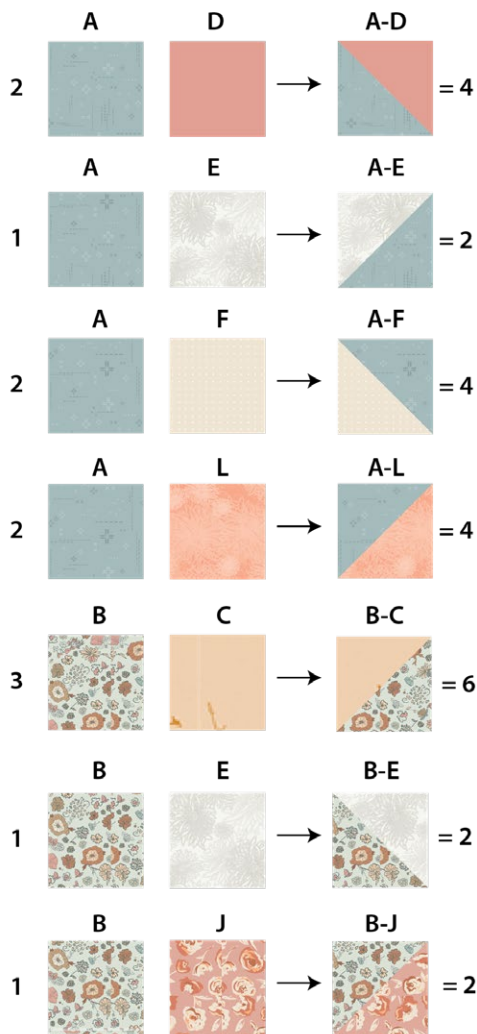 A D A-D
2 = 4
A E A-E
1 = 2
A F A-F
2 = 4
A L A-L
2 = 4
B C B-C
3 = 6
B E B-E
1 = 2
B J B-J
1 = 2